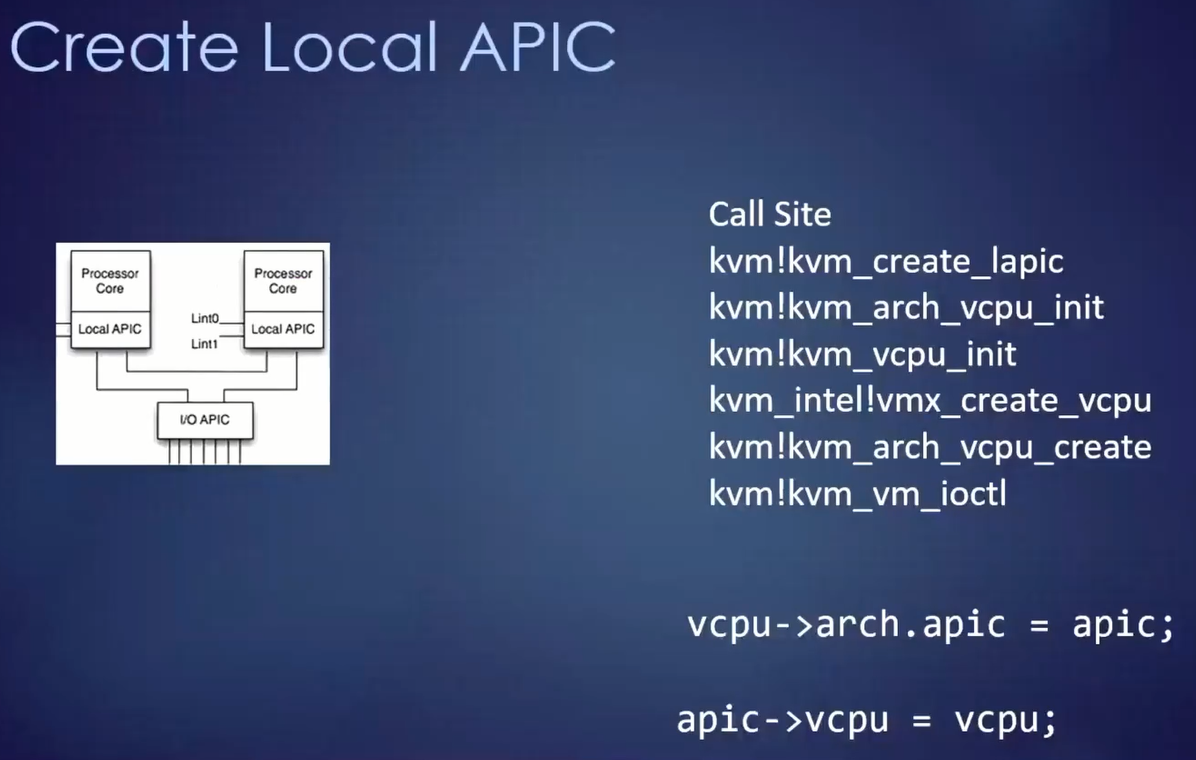 Create Local APIC
Processor
Core
Local APIC
Lint0
Lint1
Processor
Core
Local APIC
I/O APIC
Call Site
kvm!kvm_create_lapic
kvm!kvm_arch_vcpu_init
kvm!kvm_vcpu_init
kvm_intel!vmx_create_vcpu
kvm!kvm_arch_vcpu_create
kvm!kvm_vm_ioctl
vcpu->arch.apic = apic;
apic->vcpu = vcpu;